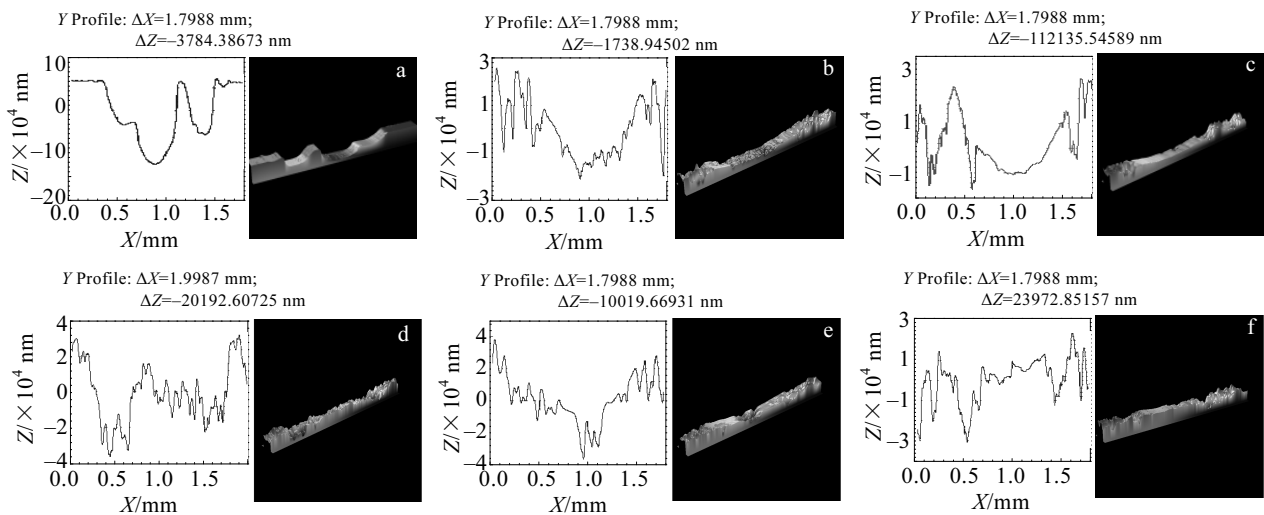 Y Profile: ΔX=1.7988 mm;
ΔZ=–3784.38673 nm
a
Z/×10⁴ nm
10
0
−10
−20
0.0 0.5 1.0 1.5
X/mm
Y Profile: ΔX=1.7988 mm;
ΔZ=–1738.94502 nm
b
Z/×10⁴ nm
3
1
−1
3
0.0 0.5 1.0 1.5
X/mm
Y Profile: ΔX=1.7988 mm;
ΔZ=–112135.54589 nm
c
Z/×10⁴ nm
3
1
−1
0.0 0.5 1.0 1.5
X/mm
Y Profile: ΔX=1.9987 mm;
ΔZ=–20192.60725 nm
d
Z/×10⁴ nm
4
2
0
−2
−4
0.0 0.5 1.0 1.5
X/mm
Y Profile: ΔX=1.7988 mm;
ΔZ=–10019.66931 nm
e
Z/×10⁴ nm
4
2
0
−2
−4
0.0 0.5 1.0 1.5
X/mm
Y Profile: ΔX=1.7988 mm;
ΔZ=23972.85157 nm
f
Z/×10⁴ nm
3
1
−1
−3
0.0 0.5 1.0 1.5
X/mm